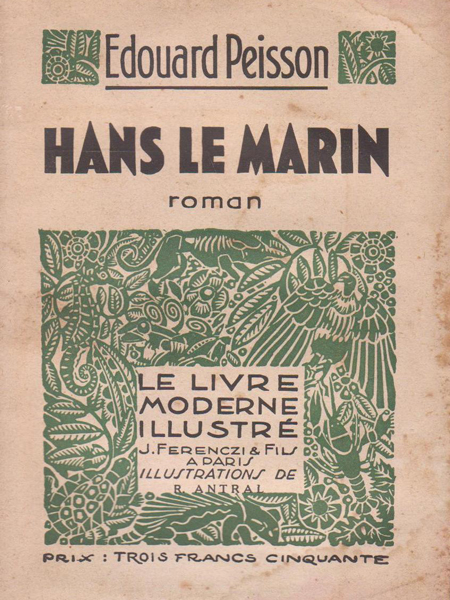 Edouard Peisson
HANS LE MARIN
roman
LE LIVRE
MODERNE
ILLUSTRÉ
J. FERENCZI & FILS
A PARIS
ILLUSTRATIONS DE
R. ANTRAL
PRIX : TROIS FRANCS CINQUANTE